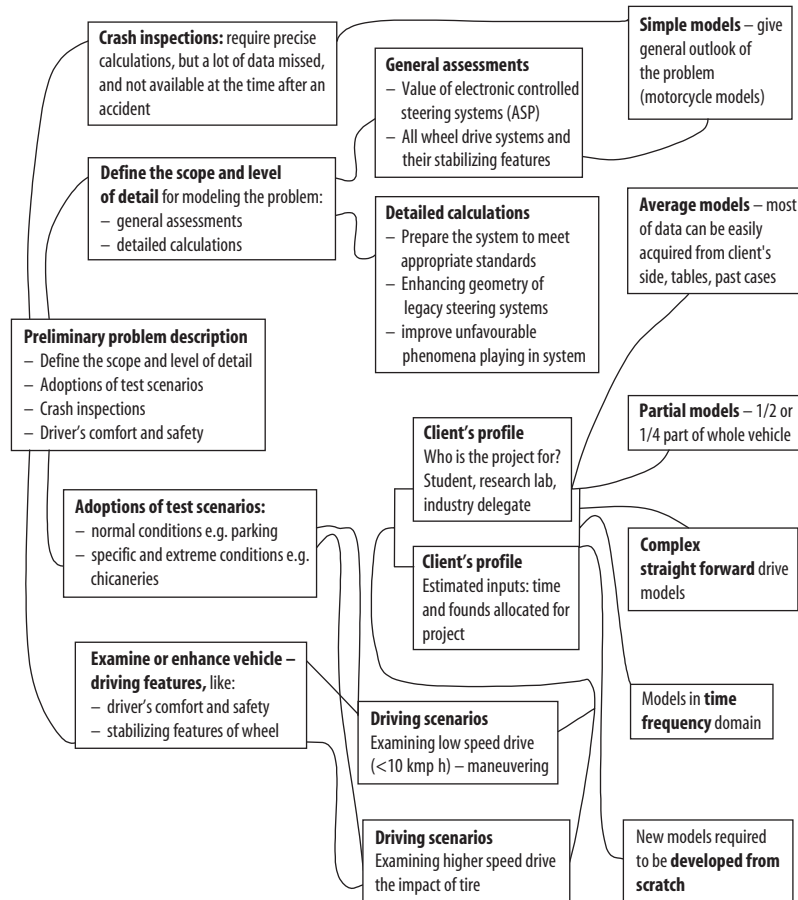 Crash inspections: require precise
calculations, but a lot of data missed,
and not available at the time after an
accident
General assessments
– Value of electronic controlled
steering systems (ASP)
– All wheel drive systems and
their stabilizing features
Simple models – give
general outlook of
the problem
(motorcycle models)
Define the scope and level
of detail for modeling the problem:
– general assessments
– detailed calculations
Detailed calculations
– Prepare the system to meet
appropriate standards
– Enhancing geometry of
legacy steering systems
– improve unfavourable
phenomena playing in system
Average models – most
of data can be easily
acquired from client's
side, tables, past cases
Preliminary problem description
– Define the scope and level of detail
– Adoptions of test scenarios
– Crash inspections
– Driver's comfort and safety
Client's profile
Who is the project for?
Student, research lab,
industry delegate
Partial models – 1/2 or
1/4 part of whole vehicle
Adoptions of test scenarios:
– normal conditions e.g. parking
– specific and extreme conditions e.g.
chicaneries
Client's profile
Estimated inputs: time
and founds allocated for
project
Complex
straight forward drive
models
Examine or enhance vehicle –
driving features, like:
– driver's comfort and safety
– stabilizing features of wheel
Driving scenarios
Examining low speed drive
(<10 kmp h) – maneuvering
Models in time
frequency domain
Driving scenarios
Examining higher speed drive
the impact of tire
New models required
to be developed from
scratch